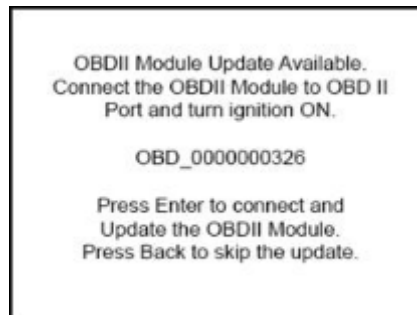 OBDII Module Update Available.
Connect the OBDII Module to OBD II
Port and turn ignition ON.
OBD_0000000326
Press Enter to connect and
Update the OBDII Module.
Press Back to skip the update.